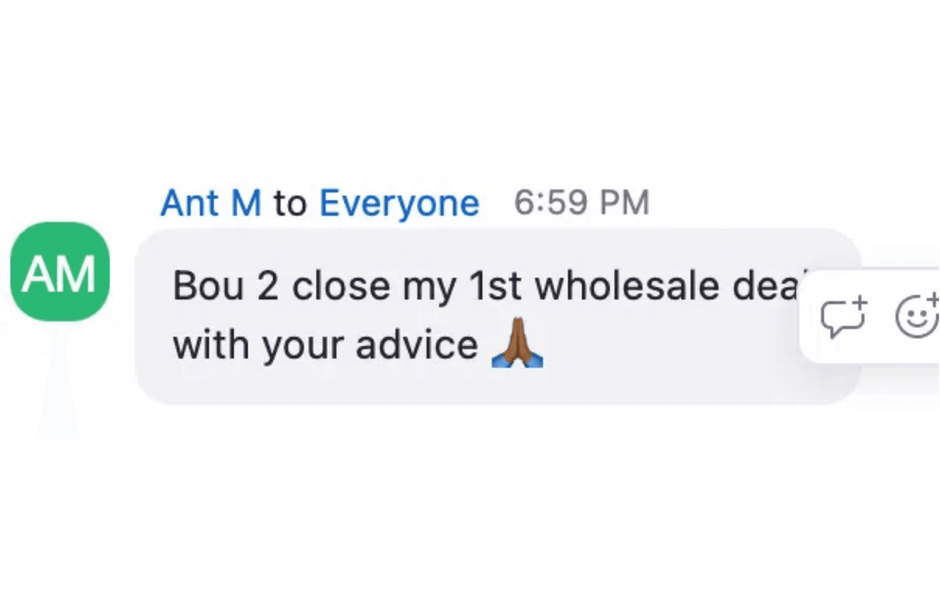 Ant M to Everyone 6:59 PM
AM
Bou 2 close my 1st wholesale
with your advice 🙏🏾